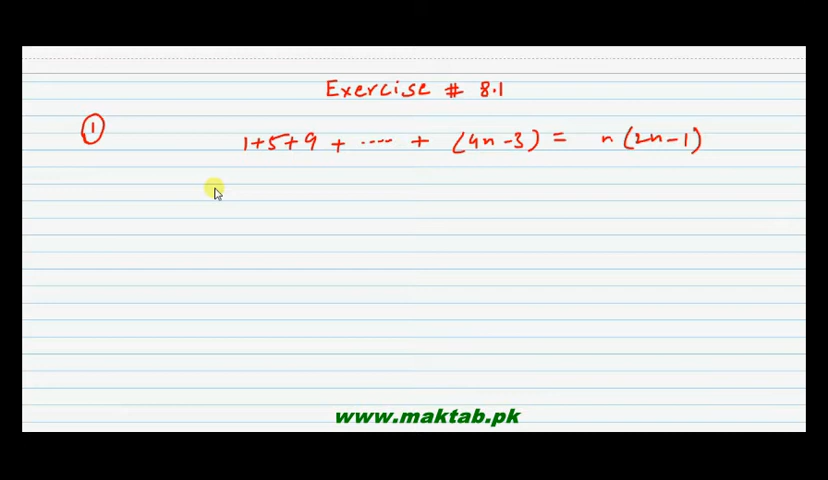 Exercise # 8.1
① 1+5+9 + ..... + (4n-3) = n(2n-1)
www.maktab.pk